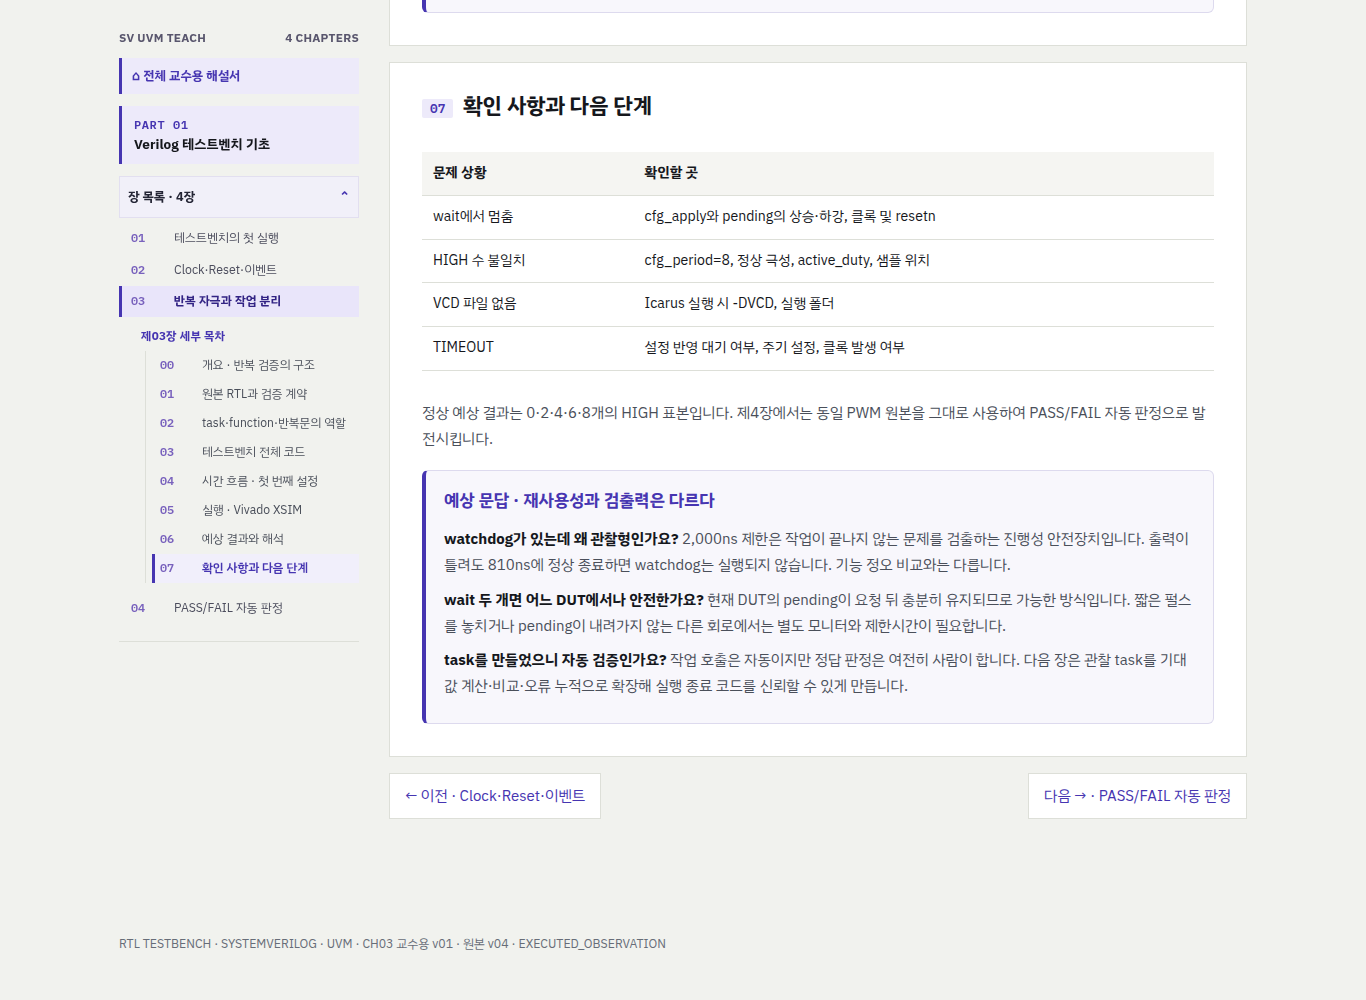 SV UVM TEACH
4 CHAPTERS
⌂ 전체 교수용 해설서
PART 01
Verilog 테스트벤치 기초
장 목록 · 4장
01 테스트벤치의 첫 실행
02 Clock·Reset·이벤트
03 반복 자극과 작업 분리
제03장 세부 목차
00 개요 · 반복 검증의 구조
01 원본 RTL과 검증 계약
02 task·function·반복문의 역할
03 테스트벤치 전체 코드
04 시간 흐름 · 첫 번째 설정
05 실행 · Vivado XSIM
06 예상 결과와 해석
07 확인 사항과 다음 단계
04 PASS/FAIL 자동 판정
07 확인 사항과 다음 단계
문제 상황 확인할 곳
wait에서 멈춤 cfg_apply와 pending의 상승·하강, 클록 및 resetn
HIGH 수 불일치 cfg_period=8, 정상 극성, active_duty, 샘플 위치
VCD 파일 없음 Icarus 실행 시 -DVCD, 실행 폴더
TIMEOUT 설정 반영 대기 여부, 주기 설정, 클록 발생 여부
정상 예상 결과는 0·2·4·6·8개의 HIGH 표본입니다. 제4장에서는 동일 PWM 원본을 그대로 사용하여 PASS/FAIL 자동 판정으로 발
전시킵니다.
예상 문답 · 재사용성과 검출력은 다르다
watchdog가 있는데 왜 관찰형인가요? 2,000ns 제한은 작업이 끝나지 않는 문제를 검출하는 진행성 안전장치입니다. 출력이
틀려도 810ns에 정상 종료하면 watchdog는 실행되지 않습니다. 기능 정오 비교와는 다릅니다.
wait 두 개면 어느 DUT에서나 안전한가요? 현재 DUT의 pending이 요청 뒤 충분히 유지되므로 가능한 방식입니다. 짧은 펄스
를 놓치거나 pending이 내려가지 않는 다른 회로에서는 별도 모니터와 제한시간이 필요합니다.
task를 만들었으니 자동 검증인가요? 작업 호출은 자동이지만 정답 판정은 여전히 사람이 합니다. 다음 장은 관찰 task를 기대
값 계산·비교·오류 누적으로 확장해 실행 종료 코드를 신뢰할 수 있게 만듭니다.
← 이전 · Clock·Reset·이벤트
다음 → · PASS/FAIL 자동 판정
RTL TESTBENCH · SYSTEMVERILOG · UVM · CH03 교수용 v01 · 원본 v04 · EXECUTED_OBSERVATION